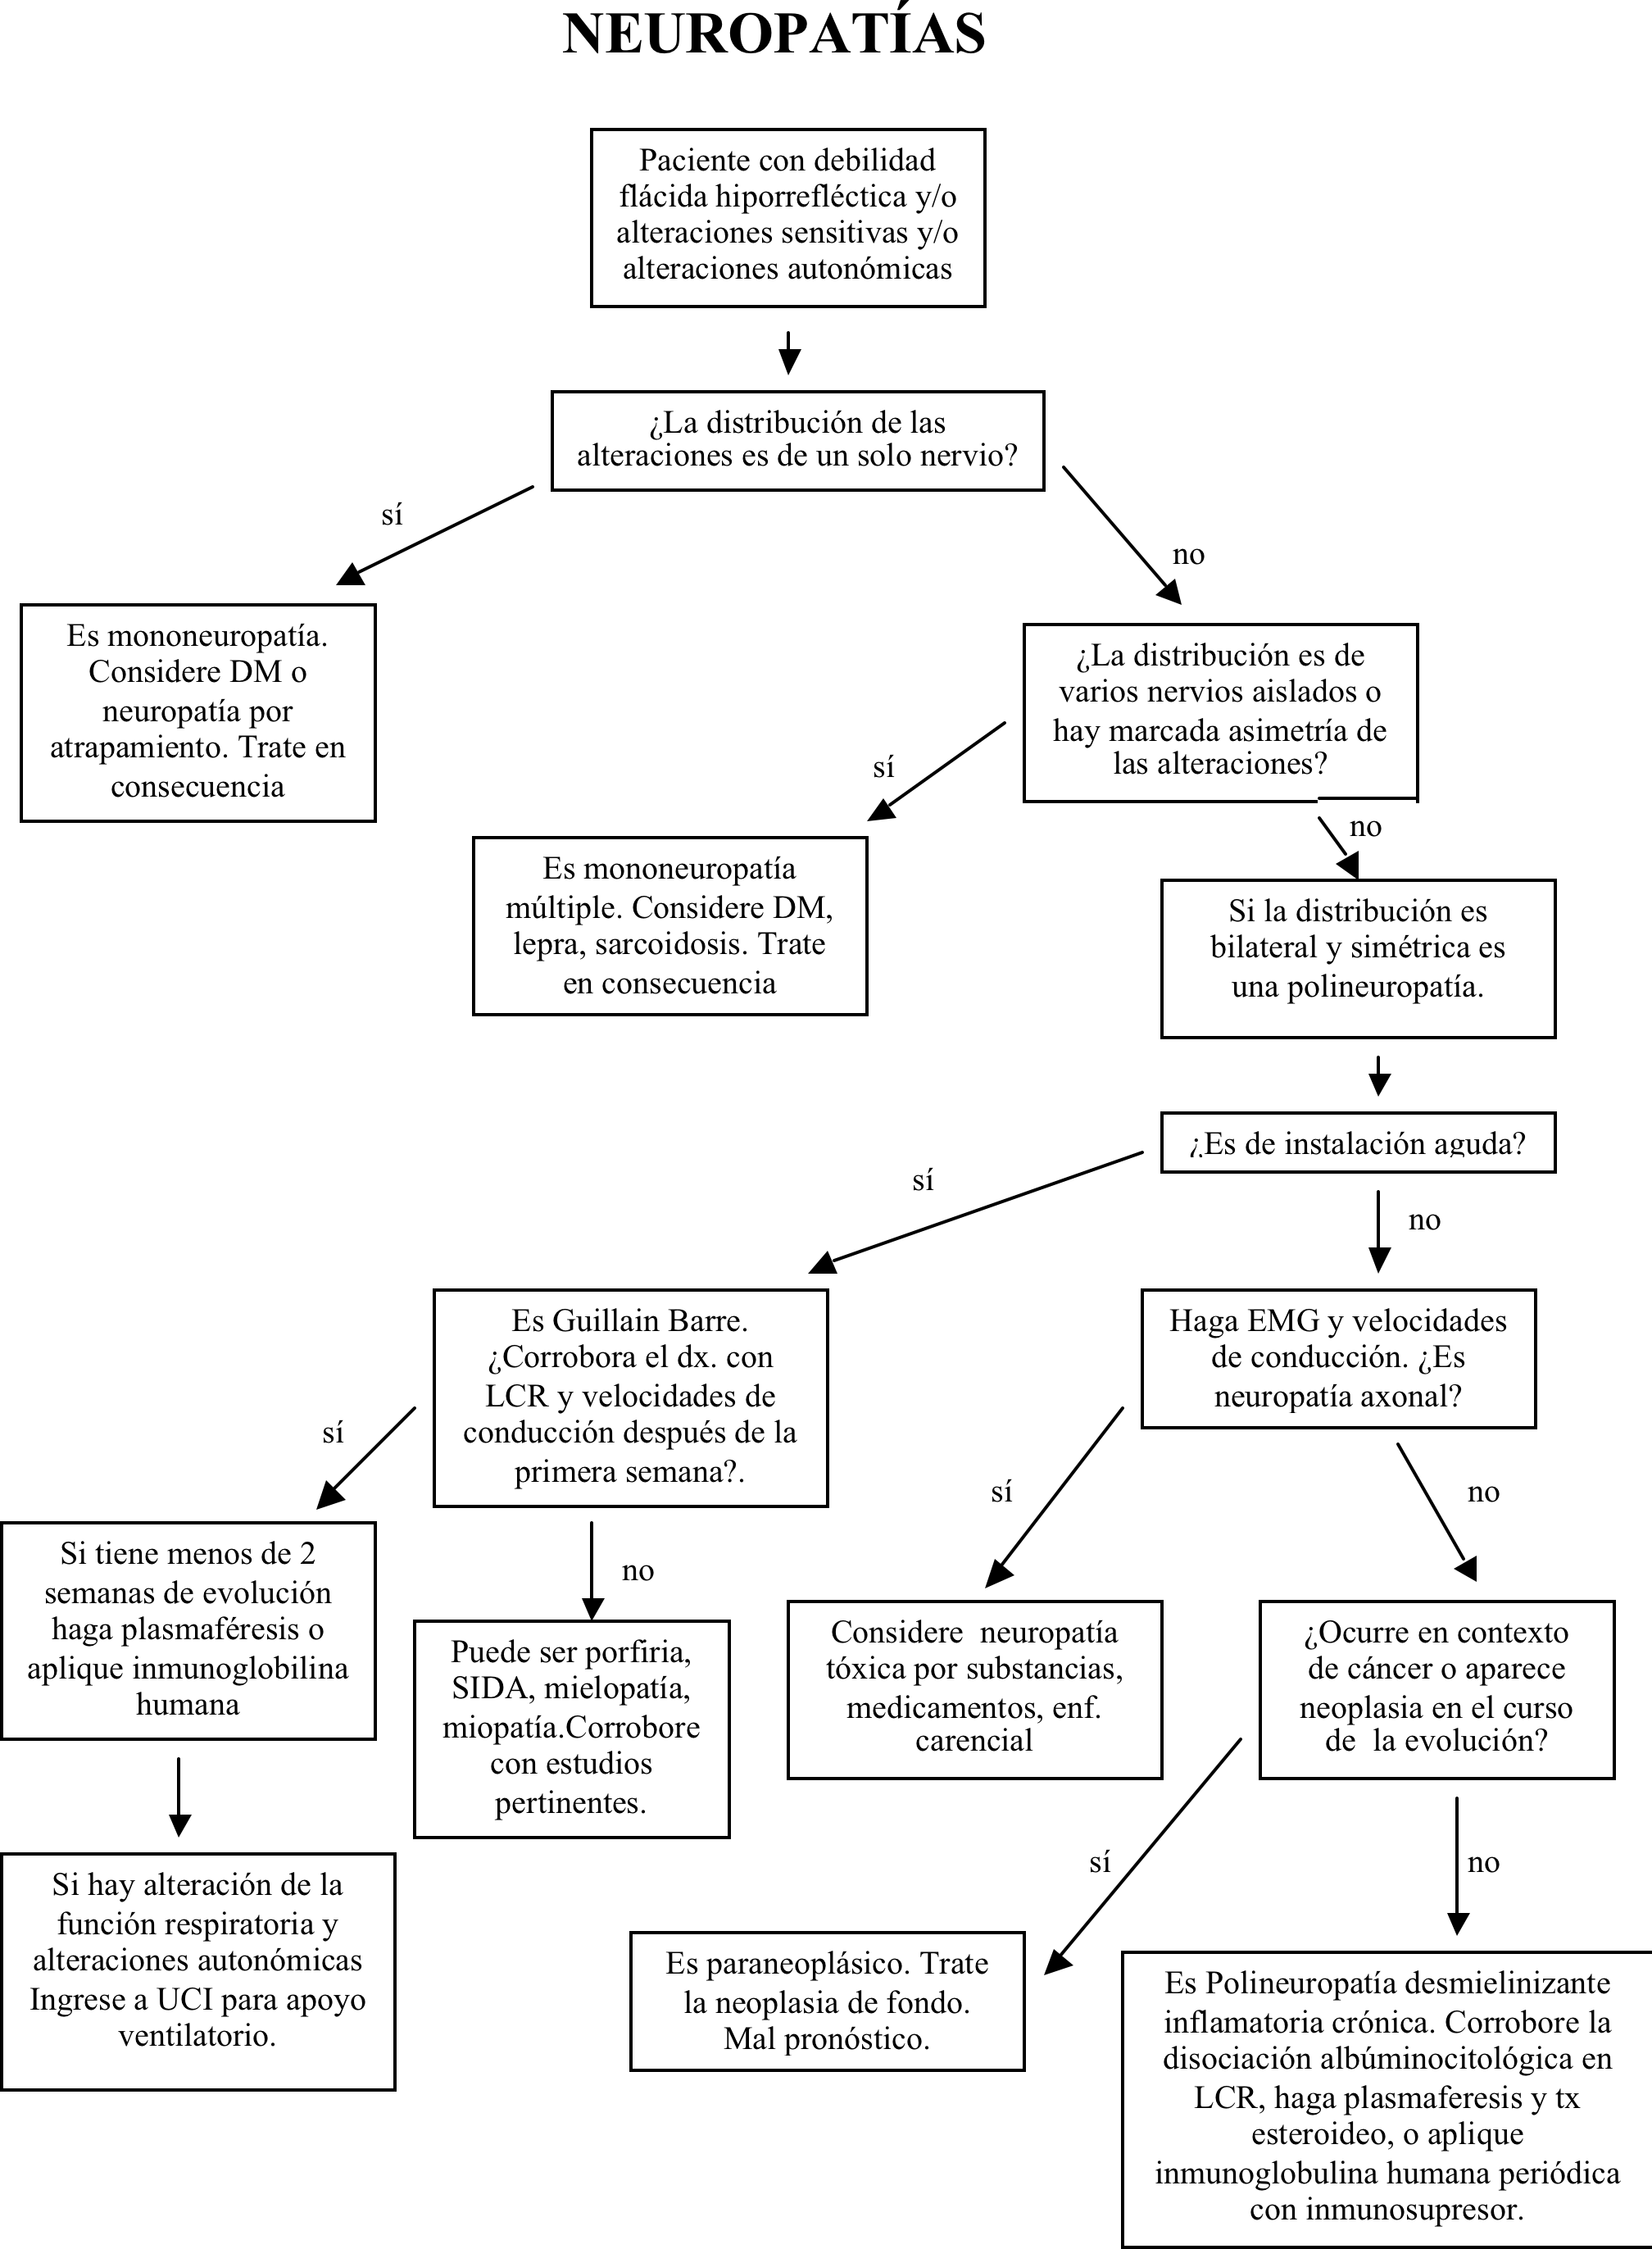 NEUROPATÍAS
Paciente con debilidad
flácida hiporrefléctica y/o
alteraciones sensitivas y/o
alteraciones autonómicas
¿La distribución de las
alteraciones es de un solo nervio?
sí
no
Es mononeuropatía.
Considere DM o
neuropatía por
atrapamiento. Trate en
consecuencia
¿La distribución es de
varios nervios aislados o
hay marcada asimetría de
las alteraciones?
sí
no
Es mononeuropatía
múltiple. Considere DM,
lepra, sarcoidosis. Trate
en consecuencia
Si la distribución es
bilateral y simétrica es
una polineuropatía.
¿Es de instalación aguda?
sí
no
Es Guillain Barre.
¿Corrobora el dx. con
LCR y velocidades de
conducción después de la
primera semana?.
Haga EMG y velocidades
de conducción. ¿Es
neuropatía axonal?
sí
no
sí
no
Si tiene menos de 2
semanas de evolución
haga plasmaféresis o
aplique inmunoglobilina
humana
Puede ser porfiria,
SIDA, mielopatía,
miopatía.Corrobore
con estudios
pertinentes.
Considere  neuropatía
tóxica por substancias,
medicamentos, enf.
carencial
¿Ocurre en contexto
de cáncer o aparece
neoplasia en el curso
de  la evolución?
sí
no
Si hay alteración de la
función respiratoria y
alteraciones autonómicas
Ingrese a UCI para apoyo
ventilatorio.
Es paraneoplásico. Trate
la neoplasia de fondo.
Mal pronóstico.
Es Polineuropatía desmielinizante
inflamatoria crónica. Corrobore la
disociación albúminocitológica en
LCR, haga plasmaferesis y tx
esteroideo, o aplique
inmunoglobulina humana periódica
con inmunosupresor.